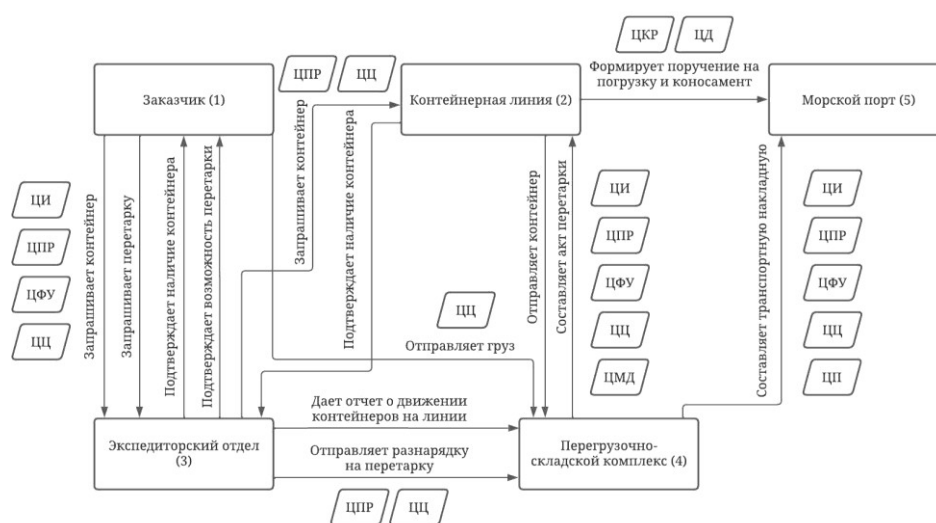 ЦКР
ЦД
ЦПР
ЦЦ
Формирует поручение на
погрузку и коносамент
Заказчик (1)
Контейнерная линия (2)
Морской порт (5)
ЦИ
ЦПР
ЦФУ
ЦЦ
Запрашивает контейнер
Запрашивает перетарку
Подтверждает наличие контейнера
Подтверждает возможность перетарки
Запрашивает контейнер
Подтверждает наличие контейнера
ЦЦ
Отправляет груз
Отправляет контейнер
Составляет акт перетарки
ЦИ
ЦПР
ЦФУ
ЦЦ
ЦМД
Составляет транспортную накладную
ЦИ
ЦПР
ЦФУ
ЦЦ
ЦП
Дает отчет о движении
контейнеров на линии
Экспедиторский отдел
(3)
Отправляет разнарядку
на перетарку
Перегрузочно-
складской комплекс (4)
ЦПР
ЦЦ